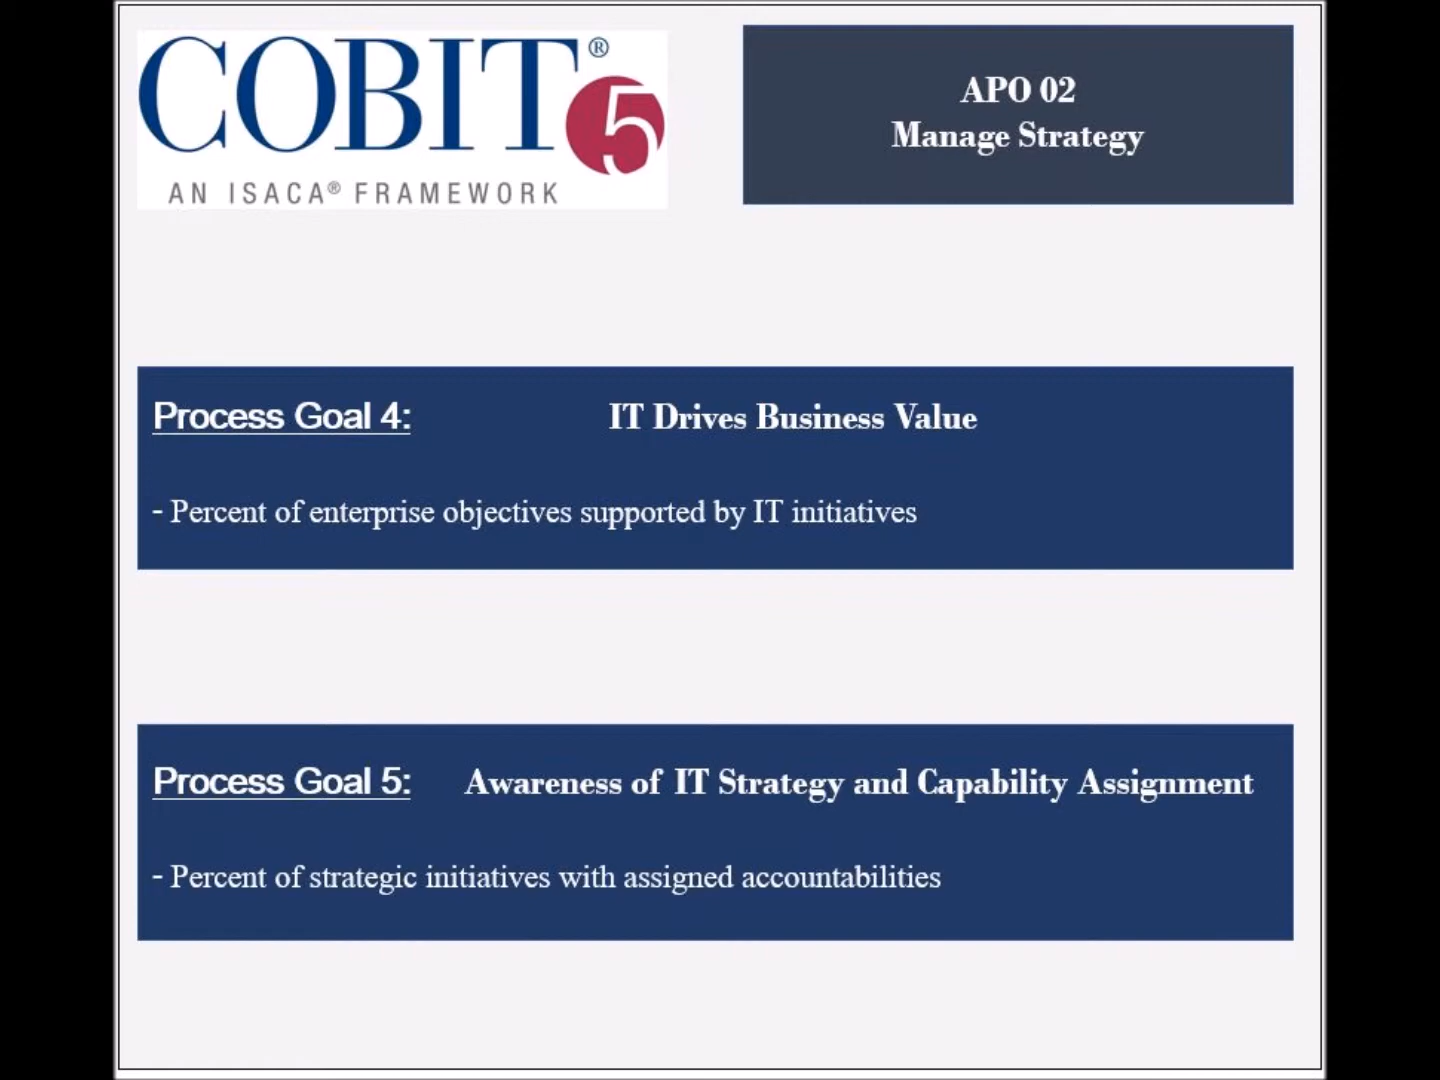 COBIT® 5
AN ISACA® FRAMEWORK
APO 02
Manage Strategy
Process Goal 4: IT Drives Business Value
- Percent of enterprise objectives supported by IT initiatives
Process Goal 5: Awareness of IT Strategy and Capability Assignment
- Percent of strategic initiatives with assigned accountabilities